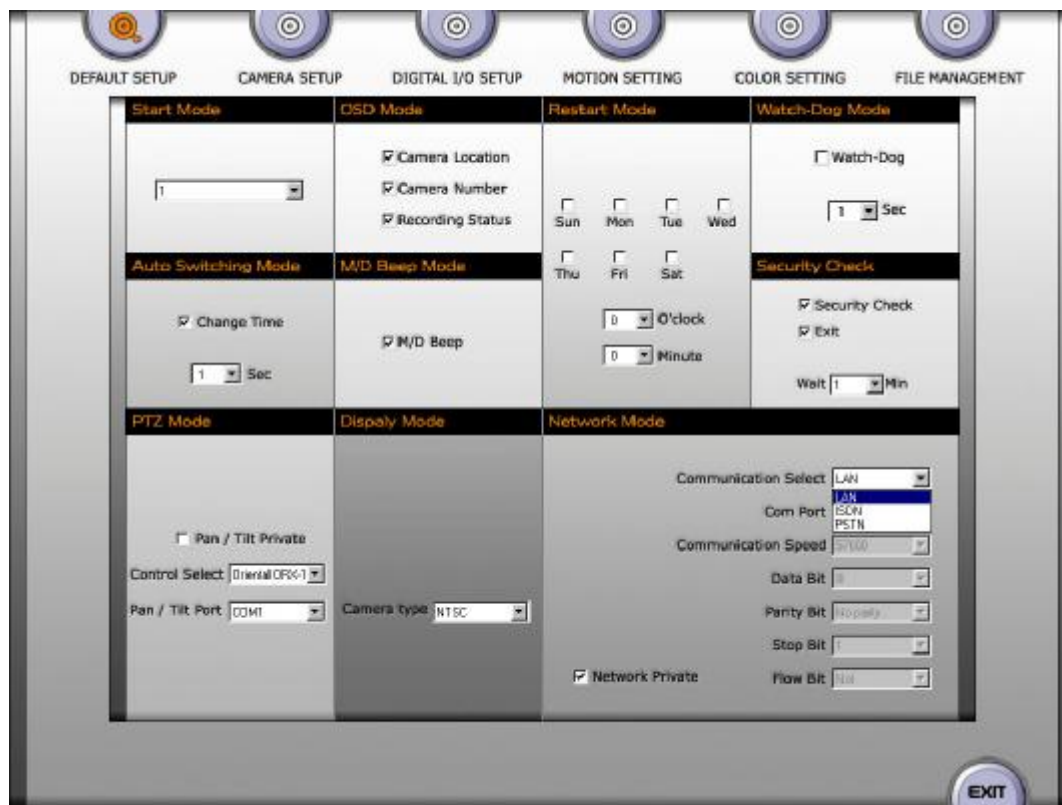 DEFAULT SETUP
CAMERA SETUP
DIGITAL I/O SETUP
MOTION SETTING
COLOR SETTING
FILE MANAGEMENT
Start Mode
1
OSD Mode
Camera Location
Camera Number
Recording Status
Restart Mode
Sun Mon Tue Wed
Thu Fri Sat
0 O'clock
0 Minute
Watch-Dog Mode
Watch-Dog
1 Sec
Auto Switching Mode
Change Time
1 Sec
M/D Beep Mode
M/D Beep
Security Check
Security Check
Exit
Wait 1 Min
PTZ Mode
Pan / Tilt Private
Control Select
Pan / Tilt Port COM1
Dispaly Mode
Camera type NTSC
Network Mode
Communication Select LAN
LAN
Com Port ISDN
PSTN
Communication Speed 57600
Data Bit 8
Parity Bit
Stop Bit 1
Network Private
Flow Bit
EXIT